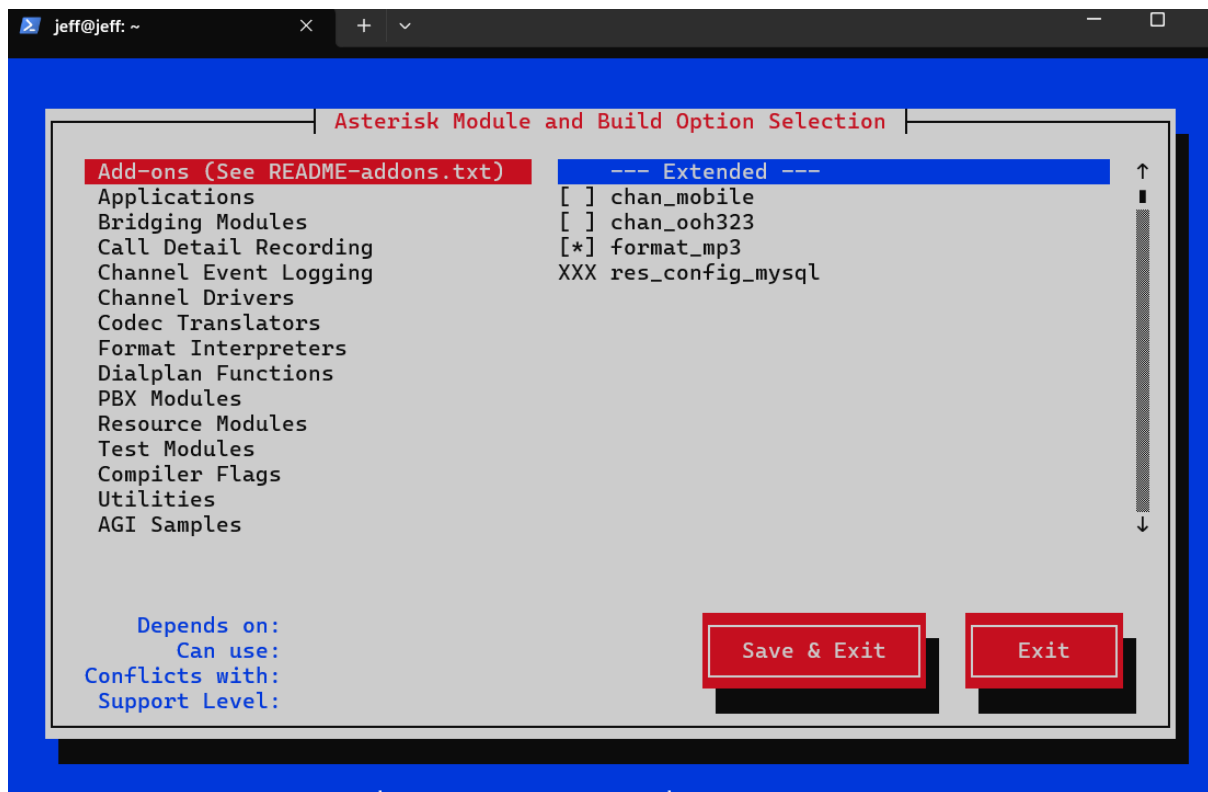 jeff@jeff: ~
Asterisk Module and Build Option Selection
Add-ons (See README-addons.txt)
Applications
Bridging Modules
Call Detail Recording
Channel Event Logging
Channel Drivers
Codec Translators
Format Interpreters
Dialplan Functions
PBX Modules
Resource Modules
Test Modules
Compiler Flags
Utilities
AGI Samples
--- Extended ---
[ ] chan_mobile
[ ] chan_ooh323
[*] format_mp3
XXX res_config_mysql
Depends on:
Can use:
Conflicts with:
Support Level:
Save & Exit
Exit